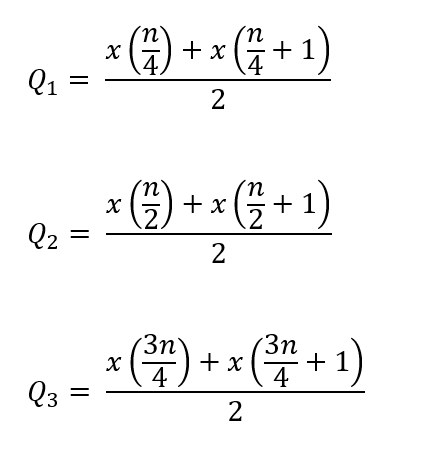 Q₁ = (x(n/4) + x(n/4 + 1))/2
Q₂ = (x(n/2) + x(n/2 + 1))/2
Q₃ = (x(3n/4) + x(3n/4 + 1))/2